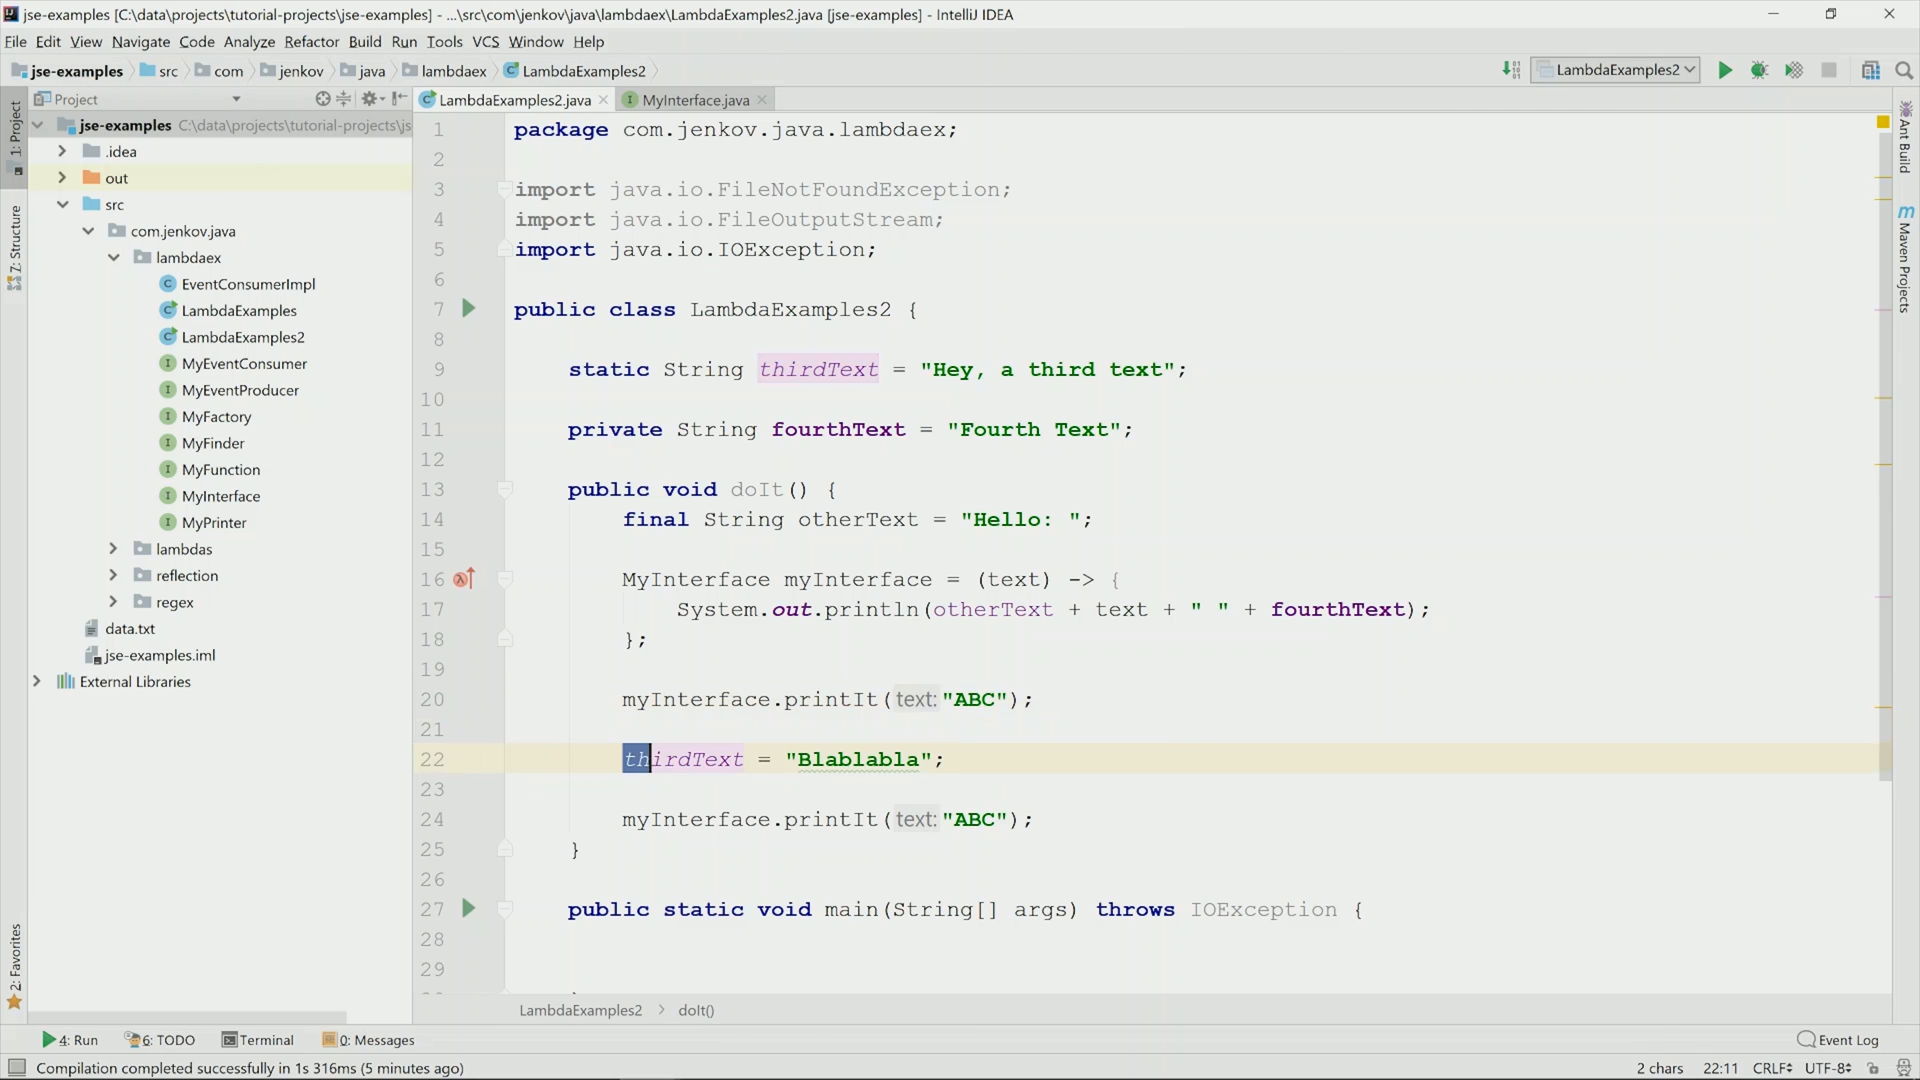 jse-examples [C:\data\projects\tutorial-projects\jse-examples] - ...\src\com\jenkov\java\lambdaex\LambdaExamples2.java [jse-examples] - IntelliJ IDEA
File Edit View Navigate Code Analyze Refactor Build Run Tools VCS Window Help
jse-examples src com jenkov java lambdaex LambdaExamples2 LambdaExamples2
Project LambdaExamples2.java MyInterface.java
1: Project
Z: Structure
2: Favorites
jse-examples C:\data\projects\tutorial-projects\js
.idea
out
src
com.jenkov.java
lambdaex
EventConsumerImpl
LambdaExamples
LambdaExamples2
MyEventConsumer
MyEventProducer
MyFactory
MyFinder
MyFunction
MyInterface
MyPrinter
lambdas
reflection
regex
data.txt
jse-examples.iml
External Libraries
1 package com.jenkov.java.lambdaex;
2
3 import java.io.FileNotFoundException;
4 import java.io.FileOutputStream;
5 import java.io.IOException;
6
7 public class LambdaExamples2 {
8
9 static String thirdText = "Hey, a third text";
10
11 private String fourthText = "Fourth Text";
12
13 public void doIt() {
14 final String otherText = "Hello: ";
15
16 MyInterface myInterface = (text) -> {
17 System.out.println(otherText + text + " " + fourthText);
18 };
19
20 myInterface.printIt(text: "ABC");
21
22 thirdText = "Blablabla";
23
24 myInterface.printIt(text: "ABC");
25 }
26
27 public static void main(String[] args) throws IOException {
28
29
LambdaExamples2 doIt()
Ant Build
Maven Projects
4: Run 6: TODO Terminal 0: Messages Event Log
Compilation completed successfully in 1s 316ms (5 minutes ago) 2 chars 22:11 CRLF UTF-8